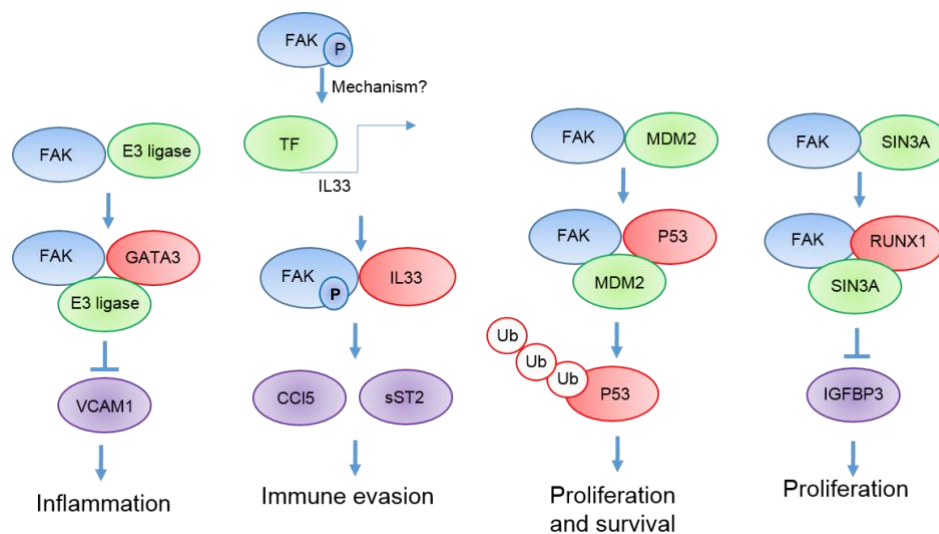 FAK
E3 ligase
FAK
GATA3
E3 ligase
VCAM1
Inflammation
FAK
P
Mechanism?
TF
IL33
FAK
P
IL33
CCl5
sST2
Immune evasion
FAK
MDM2
FAK
P53
MDM2
Ub
Ub
Ub
P53
Proliferation
and survival
FAK
SIN3A
FAK
RUNX1
SIN3A
IGFBP3
Proliferation